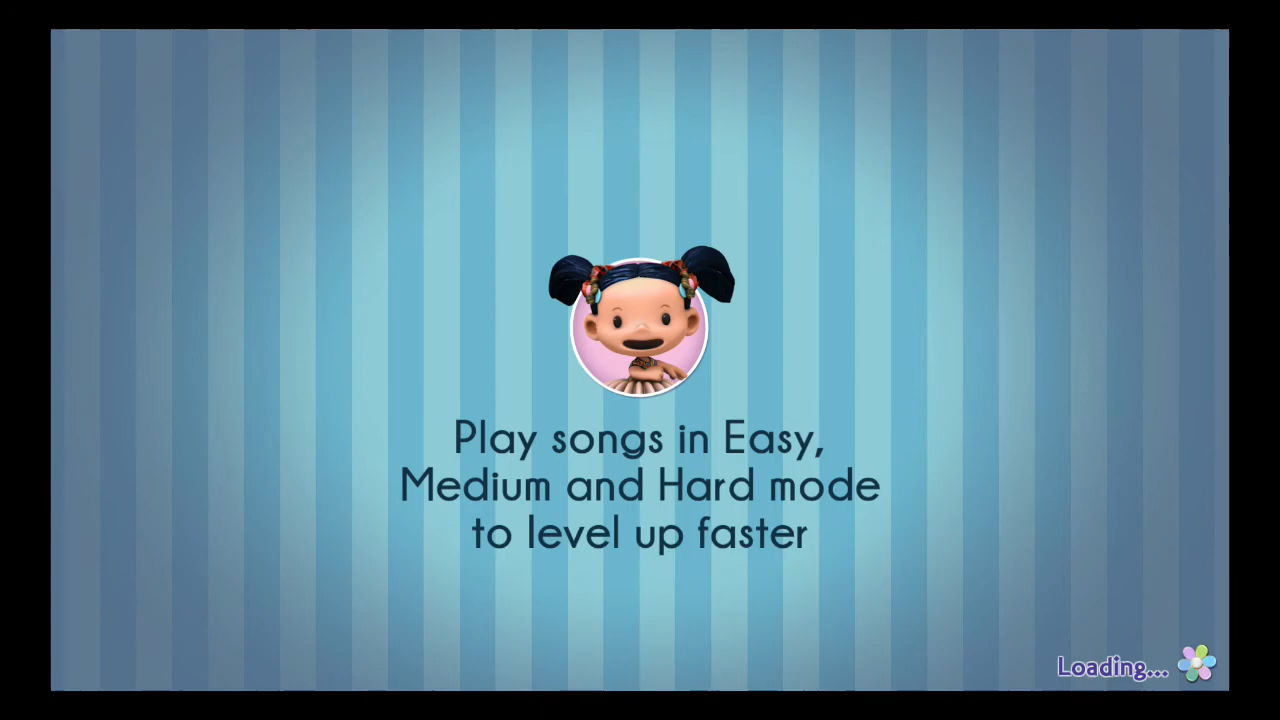 Play songs in Easy,
Medium and Hard mode
to level up faster
Loading...